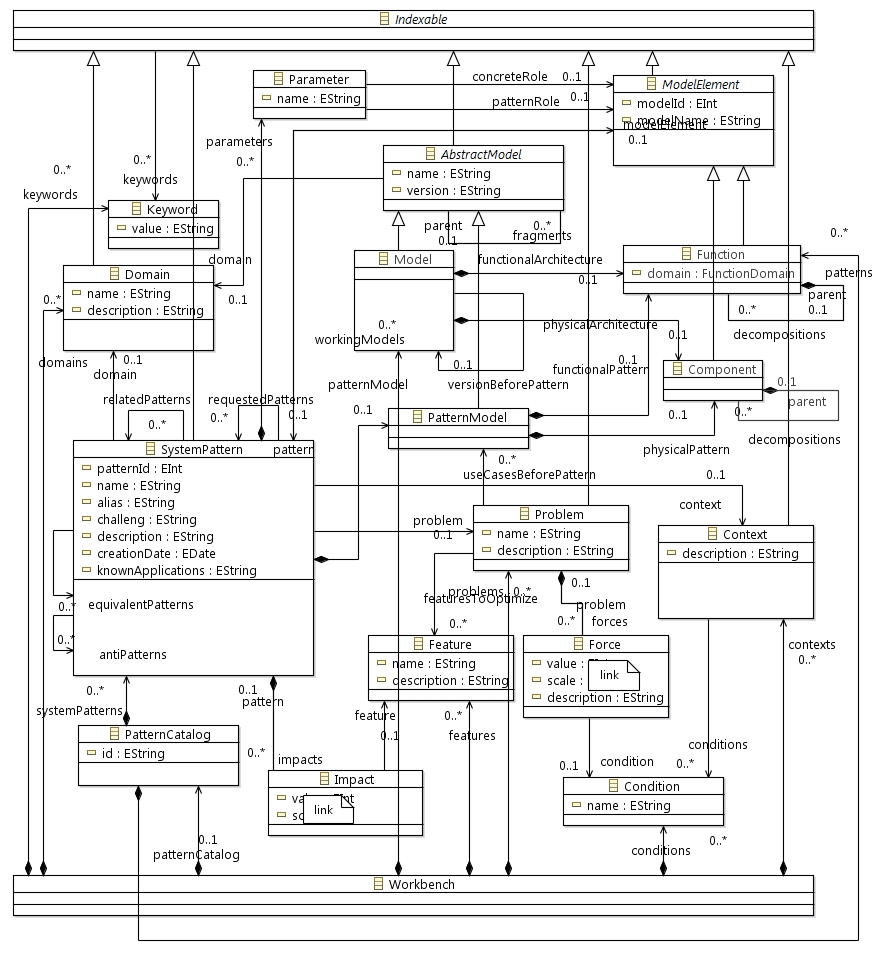 Indexable
Parameter
name : EString
concreteRole
0..1
patternRole
0..1
ModelElement
modelId : EInt
modelName : EString
modelElement
0..1
parameters
0..*
0..*
keywords
0..*
keywords
Keyword
value : EString
AbstractModel
name : EString
version : EString
parent
0..1
0..*
fragments
domain
0..1
Domain
name : EString
description : EString
0..*
domains
0..1
domain
Model
functionalArchitecture
0..1
0..*
workingModels
physicalArchitecture
0..1
0..1
versionBeforePattern
Function
domain : FunctionDomain
0..*
patterns
parent
0..1
0..*
decompositions
functionalPattern
0..1
Component
0..1
parent
0..*
decompositions
0..1
physicalPattern
patternModel
0..1
PatternModel
relatedPatterns
0..*
requestedPatterns
0..*
0..1
pattern
SystemPattern
patternId : EInt
name : EString
alias : EString
challeng : EString
description : EString
creationDate : EDate
knownApplications : EString
0..*
equivalentPatterns
0..*
antiPatterns
0..*
useCasesBeforePattern
0..1
context
problem
0..1
Problem
name : EString
description : EString
Context
description : EString
problems
0..*
featuresToOptimize
0..*
0..1
problem
forces
0..*
Feature
name : EString
description : EString
Force
value :
scale :
description : EString
link
contexts
0..*
0..*
systemPatterns
0..1
pattern
PatternCatalog
id : EString
0..*
impacts
feature
0..1
0..*
features
Impact
link
0..1
condition
conditions
0..*
Condition
name : EString
0..*
conditions
0..1
patternCatalog
Workbench